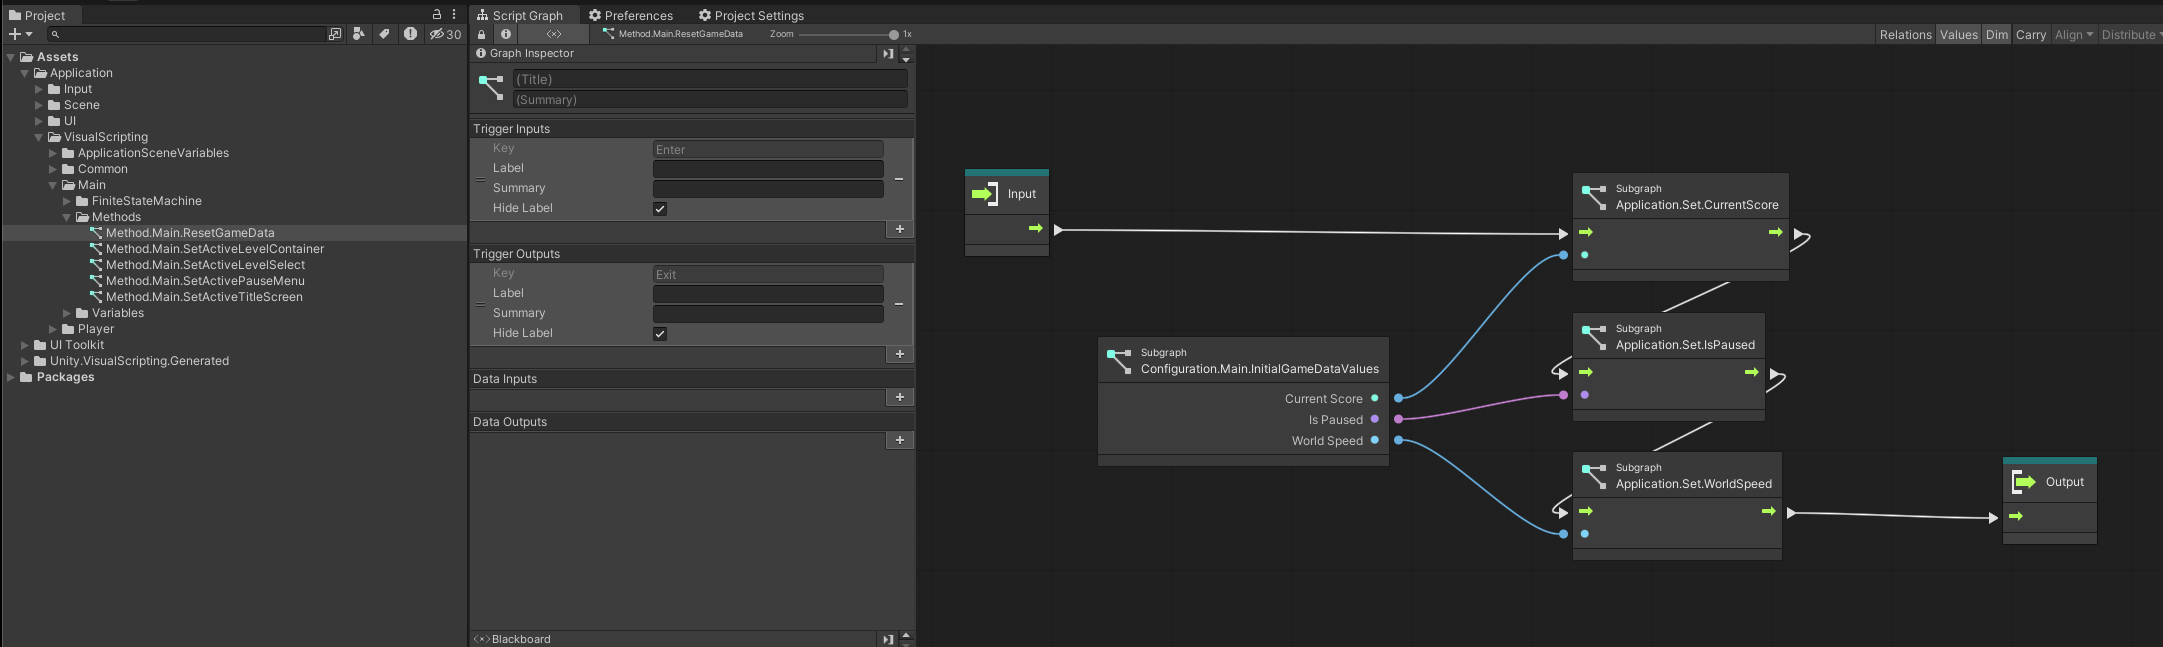 Project
30
Assets
Application
Input
Scene
UI
VisualScripting
ApplicationSceneVariables
Common
Main
FiniteStateMachine
Methods
Method.Main.ResetGameData
Method.Main.SetActiveLevelContainer
Method.Main.SetActiveLevelSelect
Method.Main.SetActivePauseMenu
Method.Main.SetActiveTitleScreen
Variables
Player
UI Toolkit
Unity.VisualScripting.Generated
Packages
Script Graph
Preferences
Project Settings
<×>
Method.Main.ResetGameData
Zoom
1x
Relations
Values
Dim
Carry
Align
Distribute
Graph Inspector
(Title)
(Summary)
Trigger Inputs
Key
Enter
Label
Summary
Hide Label
Trigger Outputs
Key
Exit
Label
Summary
Hide Label
Data Inputs
Data Outputs
<×> Blackboard
Input
Subgraph
Application.Set.CurrentScore
Subgraph
Application.Set.IsPaused
Subgraph
Configuration.Main.InitialGameDataValues
Current Score
Is Paused
World Speed
Subgraph
Application.Set.WorldSpeed
Output